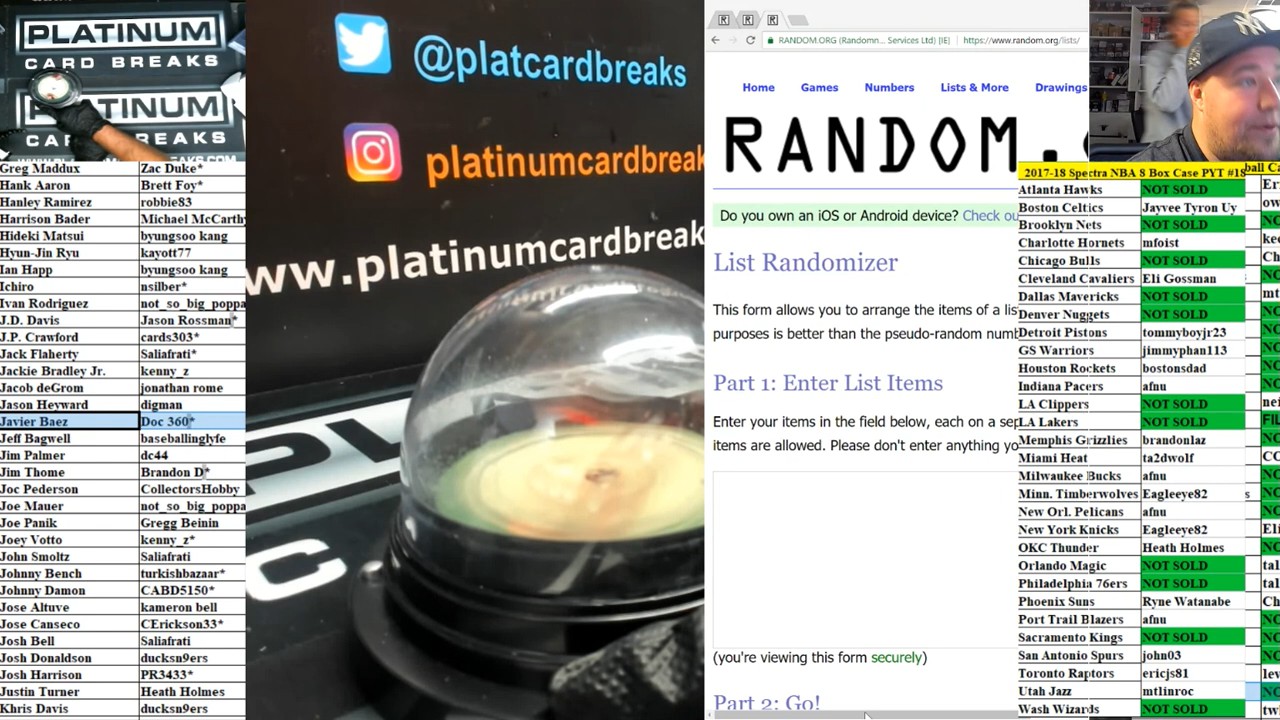 PLATINUM
CARD BREAKS
PLATINUM
CARD BREAKS
Greg Maddux Zac Duke*
Hank Aaron Brett Foy*
Hanley Ramirez robbie83
Harrison Bader Michael McCarthy
Hideki Matsui byungsoo kang
Hyun-Jin Ryu kayott77
Ian Happ byungsoo kang
Ichiro nsilber*
Ivan Rodriguez not_so_big_poppa
J.D. Davis Jason Rossman*
J.P. Crawford cards303*
Jack Flaherty Saliafrati*
Jackie Bradley Jr. kenny_z
Jacob deGrom jonathan rome
Jason Heyward digman
Javier Baez Doc 360*
Jeff Bagwell baseballinglyfe
Jim Palmer dc44
Jim Thome Brandon D*
Joc Pederson CollectorsHobby
Joe Mauer not_so_big_poppa
Joe Panik Gregg Beinin
Joey Votto kenny_z*
John Smoltz Saliafrati
Johnny Bench turkishbazaar*
Johnny Damon CABD5150*
Jose Altuve kameron bell
Jose Canseco CErickson33*
Josh Bell Saliafrati
Josh Donaldson ducksn9ers
Josh Harrison PR3433*
Justin Turner Heath Holmes
Khris Davis ducksn9ers
@platcardbreaks
platinumcardbreak
ww.platinumcardbreak
RANDOM.ORG (Randomn... Services Ltd) [IE] https://www.random.org/lists/
Home Games Numbers Lists & More Drawings
RANDOM.
Do you own an iOS or Android device? Check ou
List Randomizer
This form allows you to arrange the items of a lis
purposes is better than the pseudo-random numb
Part 1: Enter List Items
Enter your items in the field below, each on a sep
items are allowed. Please don't enter anything yo
(you're viewing this form securely)
Part 2: Go!
2017-18 Spectra NBA 8 Box Case PYT #18
Atlanta Hawks NOT SOLD
Boston Celtics Jayvee Tyron Uy
Brooklyn Nets NOT SOLD
Charlotte Hornets mfoist
Chicago Bulls NOT SOLD
Cleveland Cavaliers Eli Gossman
Dallas Mavericks NOT SOLD
Denver Nuggets NOT SOLD
Detroit Pistons tommyboyjr23
GS Warriors jimmyphan113
Houston Rockets bostonsdad
Indiana Pacers afnu
LA Clippers NOT SOLD
LA Lakers NOT SOLD
Memphis Grizzlies brandonlaz
Miami Heat ta2dwolf
Milwaukee Bucks afnu
Minn. Timberwolves Eagleeye82
New Orl. Pelicans afnu
New York Knicks Eagleeye82
OKC Thunder Heath Holmes
Orlando Magic NOT SOLD
Philadelphia 76ers NOT SOLD
Phoenix Suns Ryne Watanabe
Port Trail Blazers afnu
Sacramento Kings NOT SOLD
San Antonio Spurs john03
Toronto Raptors ericjs81
Utah Jazz mtlinroc
Wash Wizards NOT SOLD